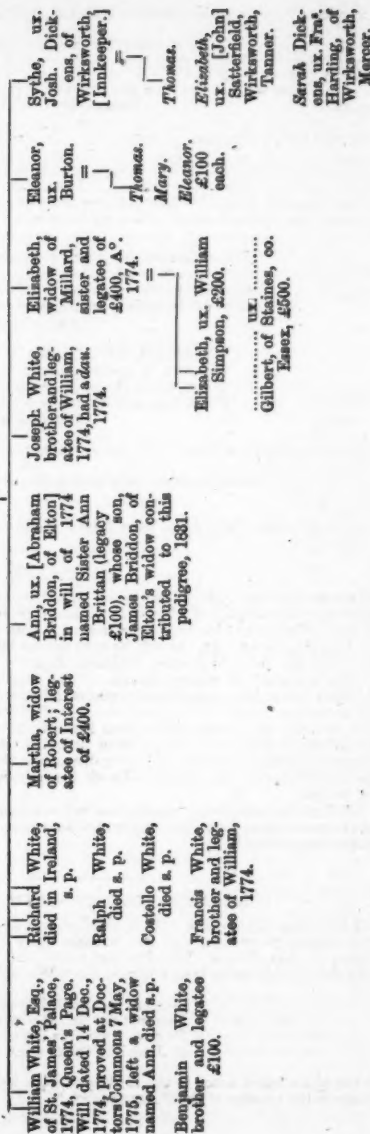 William White, Esq.,
of St. James' Palace,
1774, Queen's Page.
Will, dated 14 Dec.,
1774, proved at Doc-
tors Commons 7 May,
1775, left a widow
named Ann. died s.p.
Benjamin White,
brother and legatee
£100.
Richard White,
died in Ireland,
s. p.
Ralph White,
died s. p.
Costello White,
died s. p.
Francis White,
brother and leg-
atee of William,
1774.
Martha, widow
of Robert; leg-
atee of Interest
of £400.
Ann, ux. [Abraham
Briddon, of Elton]
in will of 1774
named Sister Ann
Brittan (legacy
£100), whose son,
James Briddon, of
Elton's widow con-
tributed to this
pedigree, 1831.
Joseph White,
brother and leg-
atee of William,
1774, had a dau.
1774.
Elizabeth,
widow of
Millard,
sister and
legatee of
£400, A°.
1774.
=
Elizabeth, ux. William
Simpson, £200.
............... ux. ...............
Gilbert, of Staines, co.
Essex, £500.
Eleanor,
ux.
Burton.
=
Thomas.
Mary.
Eleanor.
£100
each.
Sythe, ux.
Josh. Dick-
ens, of
Wirksworth
[Innkeeper.]
=
Thomas.
Elizabeth,
ux. [John]
Satterfield,
Wirksworth,
Tanner.
Sarah Dick-
ens, ux. Fras.
Harding, of
Wirksworth,
Mercer.